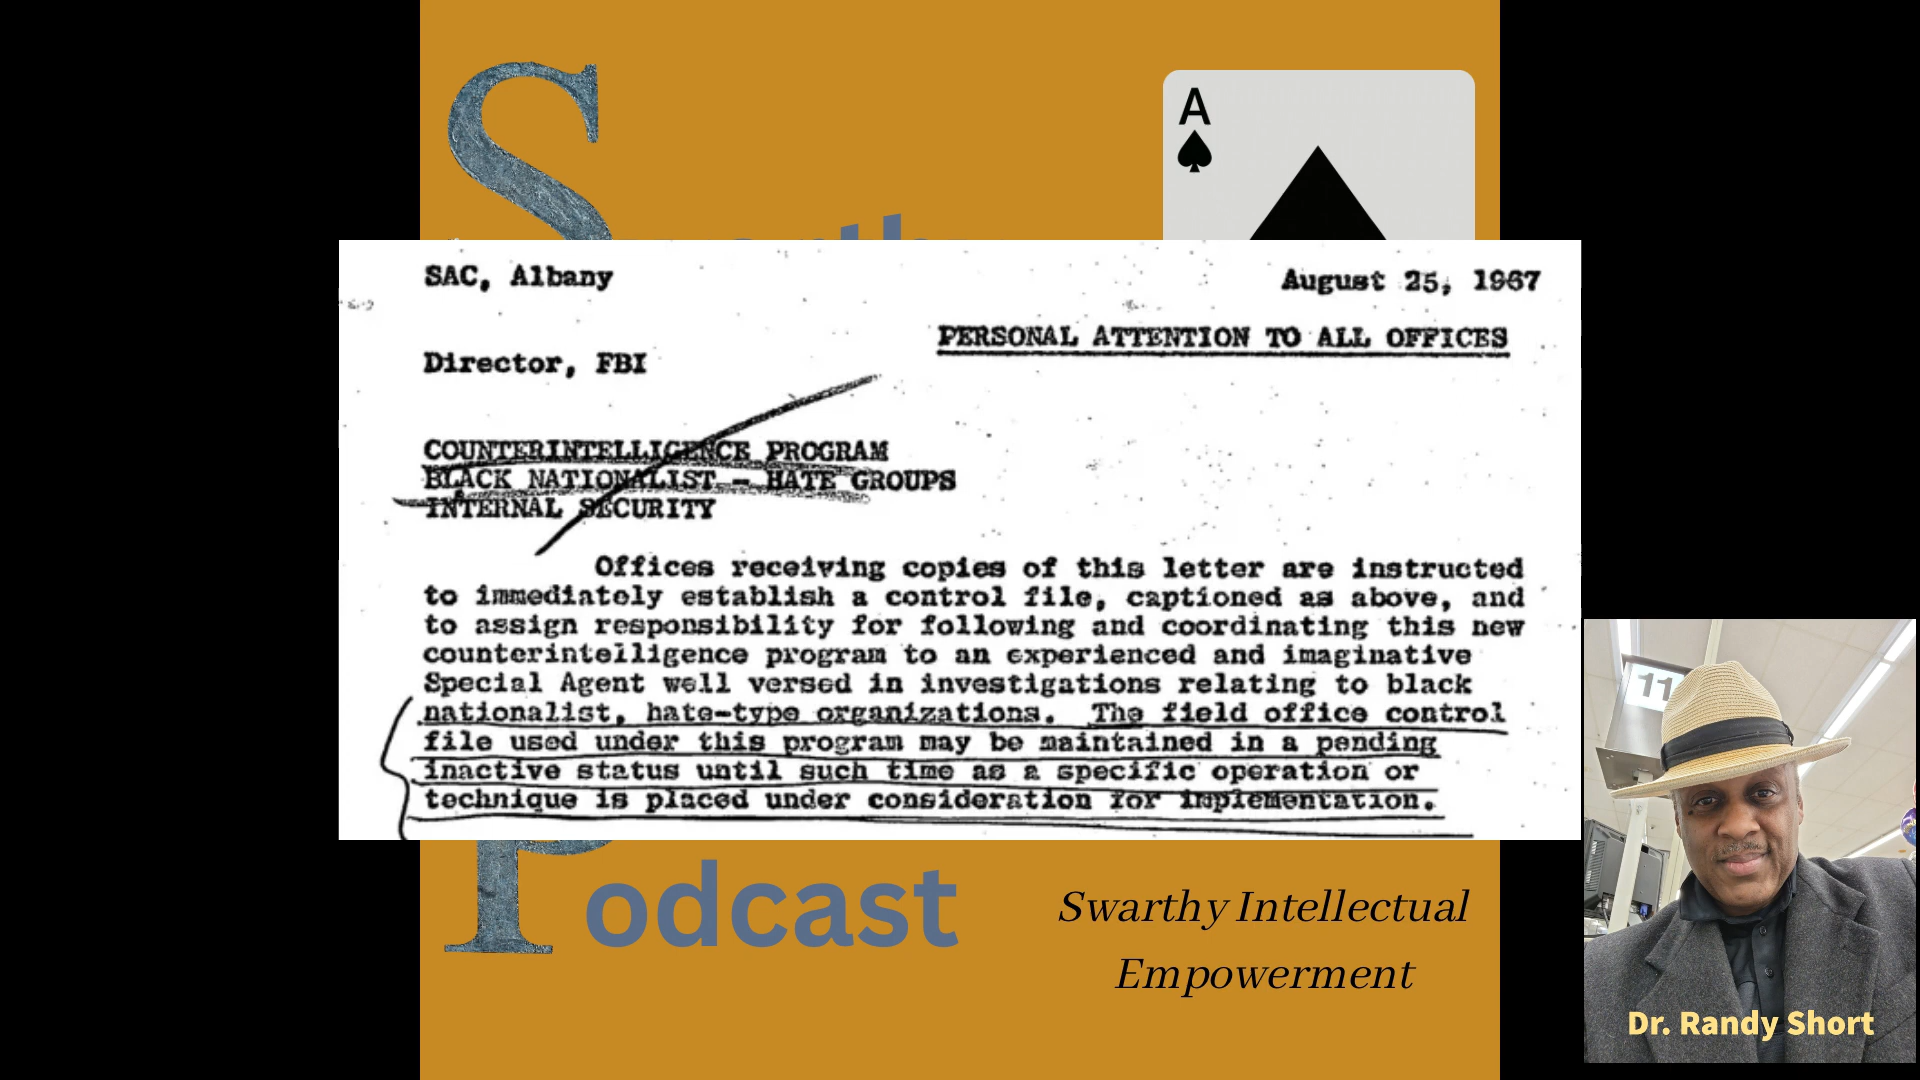 A
S
SAC, Albany
August 25, 1967
PERSONAL ATTENTION TO ALL OFFICES
Director, FBI
COUNTERINTELLIGENCE PROGRAM
BLACK NATIONALIST - HATE GROUPS
INTERNAL SECURITY
Offices receiving copies of this letter are instructed
to immediately establish a control file, captioned as above, and
to assign responsibility for following and coordinating this new
counterintelligence program to an experienced and imaginative
Special Agent well versed in investigations relating to black
nationalist, hate-type organizations. The field office control
file used under this program may be maintained in a pending
inactive status until such time as a specific operation or
technique is placed under consideration for implementation.
11
Podcast
Swarthy Intellectual
Empowerment
Dr. Randy Short